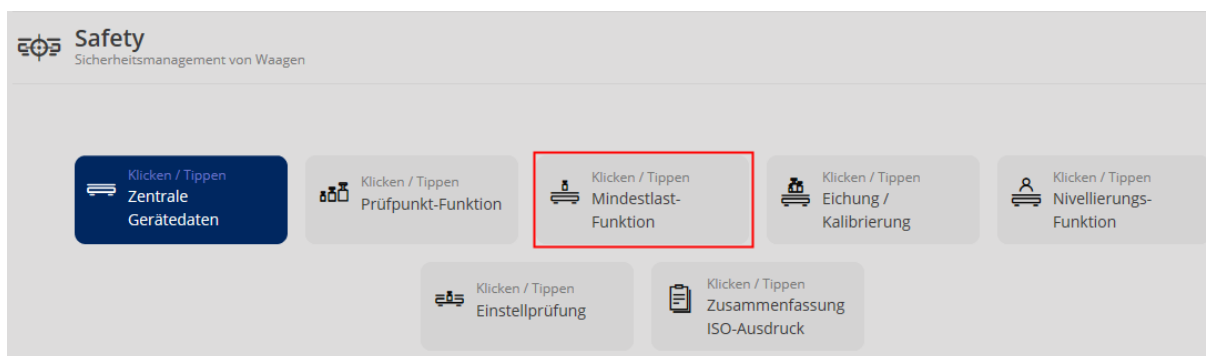 Safety
Sicherheitsmanagement von Waagen
Klicken / Tippen
Zentrale
Gerätedaten
Klicken / Tippen
Prüfpunkt-Funktion
Klicken / Tippen
Mindestlast-
Funktion
Klicken / Tippen
Eichung /
Kalibrierung
Klicken / Tippen
Nivellierungs-
Funktion
Klicken / Tippen
Einstellprüfung
Klicken / Tippen
Zusammenfassung
ISO-Ausdruck